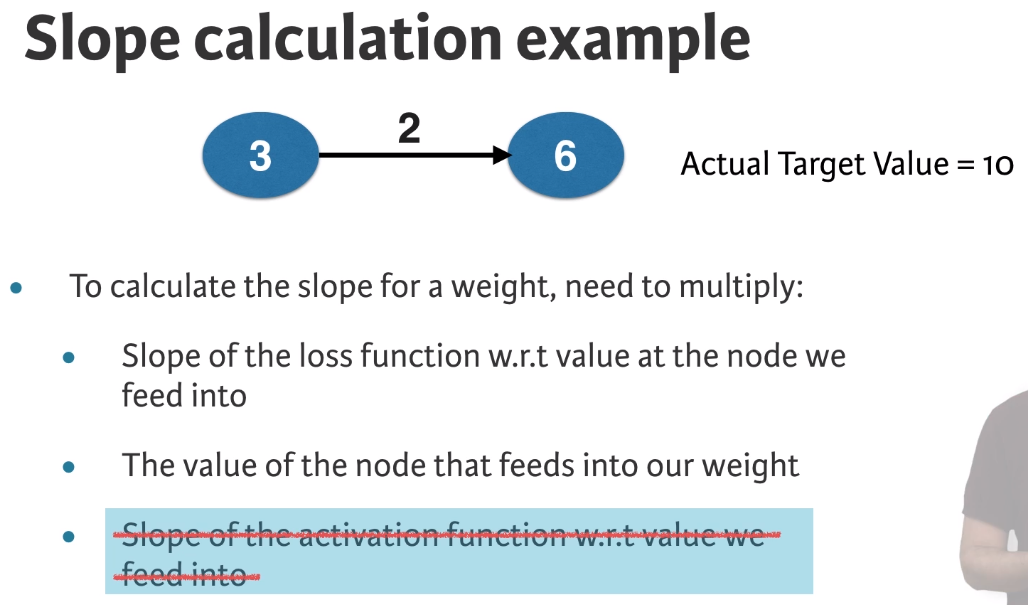 Slope calculation example
2
3
6
Actual Target Value = 10
• To calculate the slope for a weight, need to multiply:
• Slope of the loss function w.r.t value at the node we
feed into
• The value of the node that feeds into our weight
• Slope of the activation function w.r.t value we
feed into